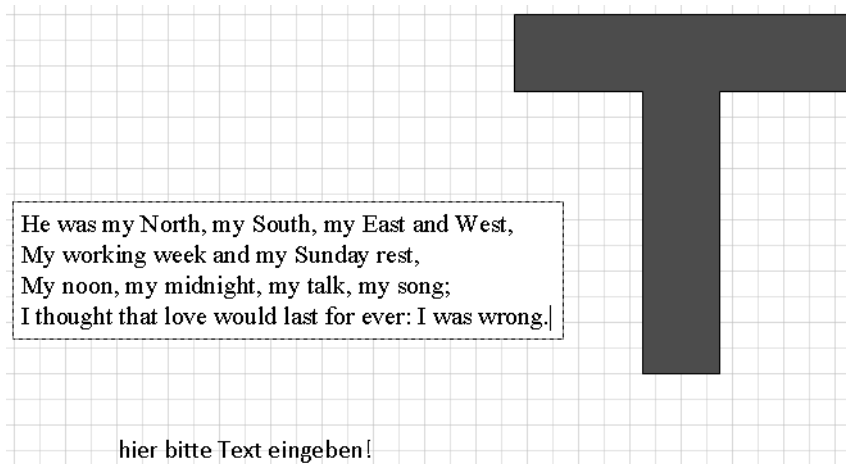 T
He was my North, my South, my East and West,
My working week and my Sunday rest,
My noon, my midnight, my talk, my song;
I thought that love would last for ever: I was wrong.
hier bitte Text eingeben!